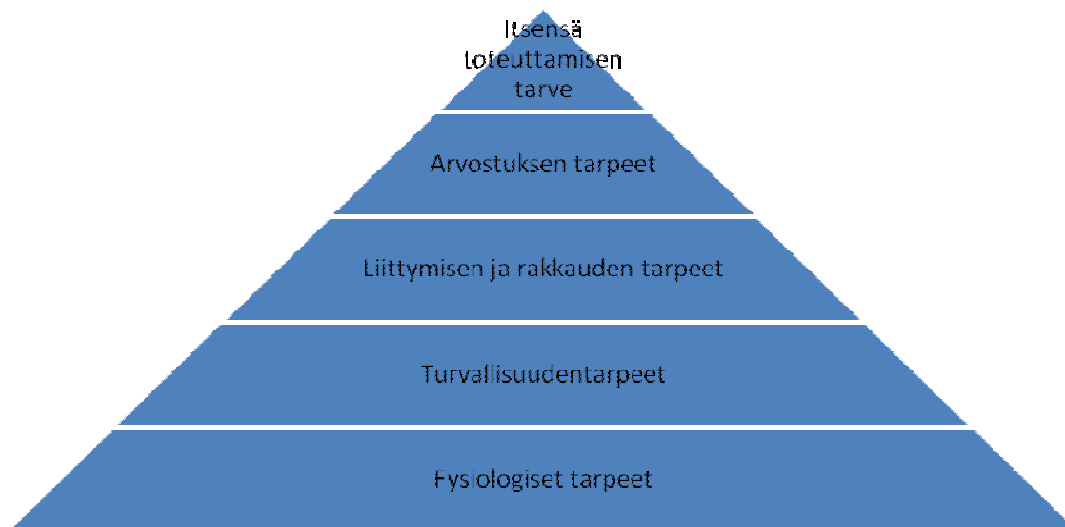 Itsensä
toteuttamisen
tarve
Arvostuksen tarpeet
Liittymisen ja rakkauden tarpeet
Turvallisuudentarpeet
Fysiologiset tarpeet